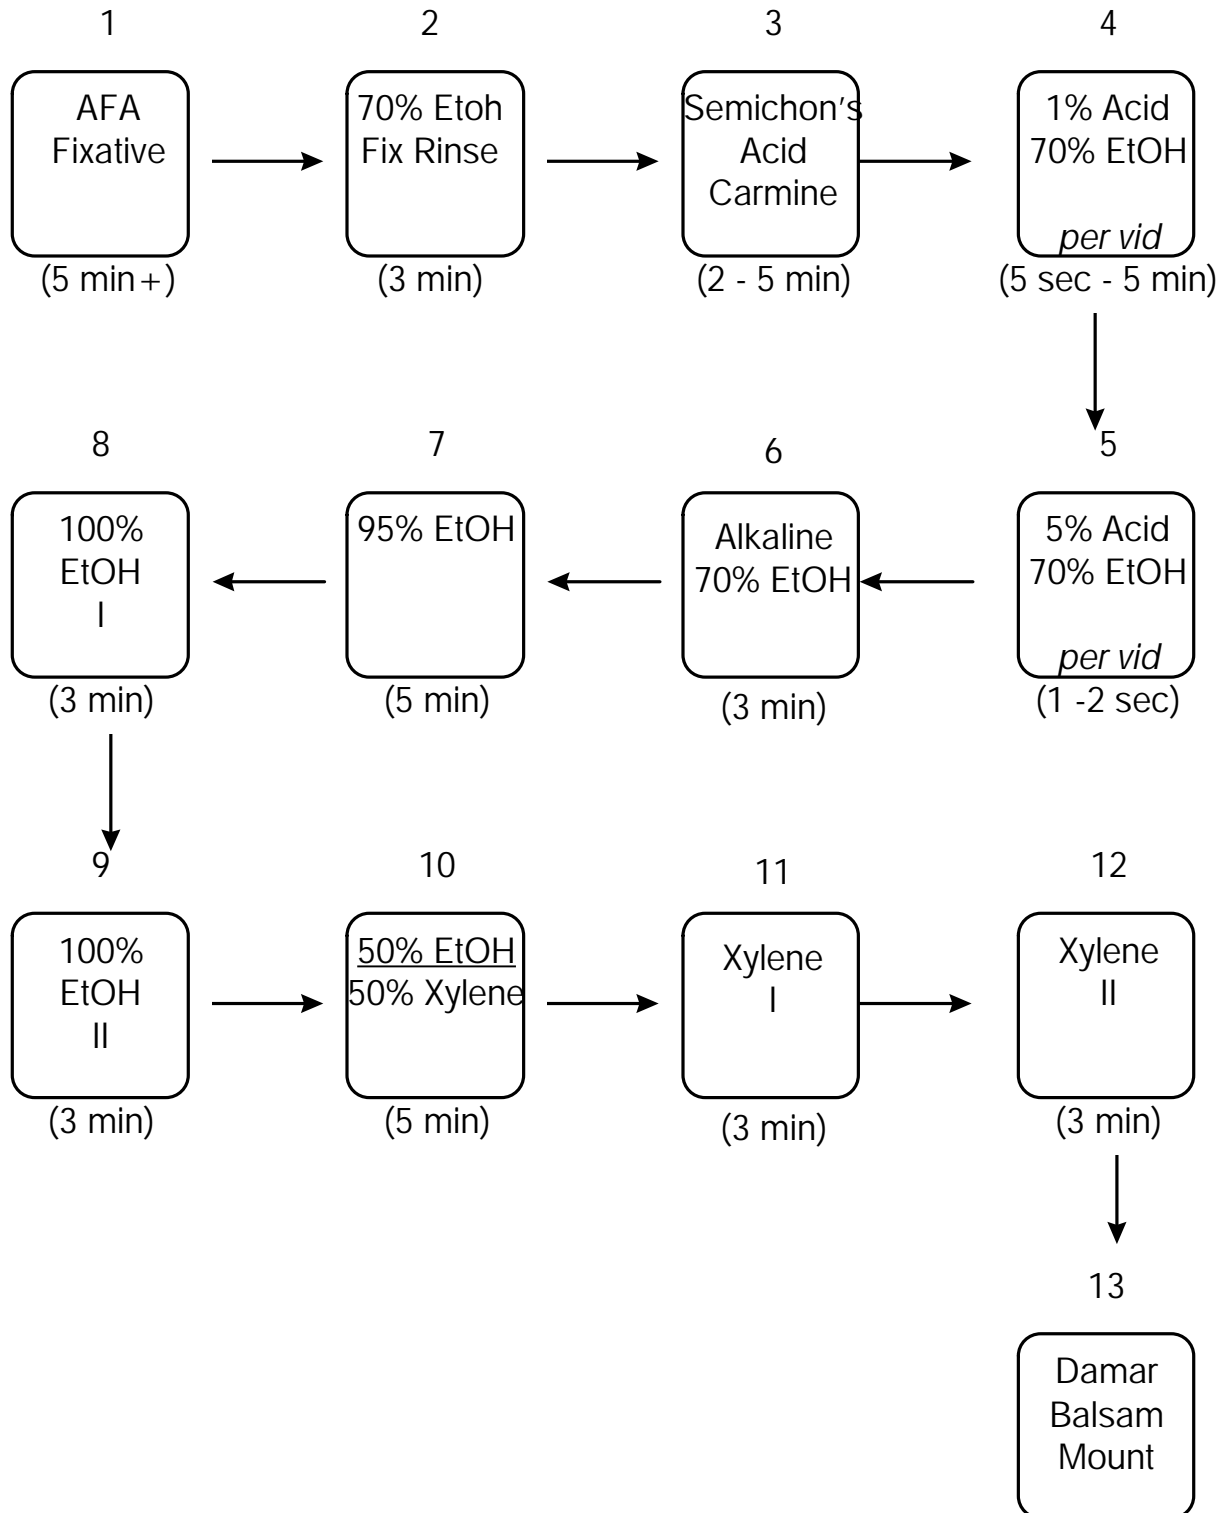 1
AFA
Fixative
(5 min+)
2
70% Etoh
Fix Rinse
(3 min)
3
Semichon's
Acid
Carmine
(2 - 5 min)
4
1% Acid
70% EtOH
per vid
(5 sec - 5 min)
5
5% Acid
70% EtOH
per vid
(1 -2 sec)
6
Alkaline
70% EtOH
(3 min)
7
95% EtOH
(5 min)
8
100%
EtOH
I
(3 min)
9
100%
EtOH
II
(3 min)
10
50% EtOH
50% Xylene
(5 min)
11
Xylene
I
(3 min)
12
Xylene
II
(3 min)
13
Damar
Balsam
Mount